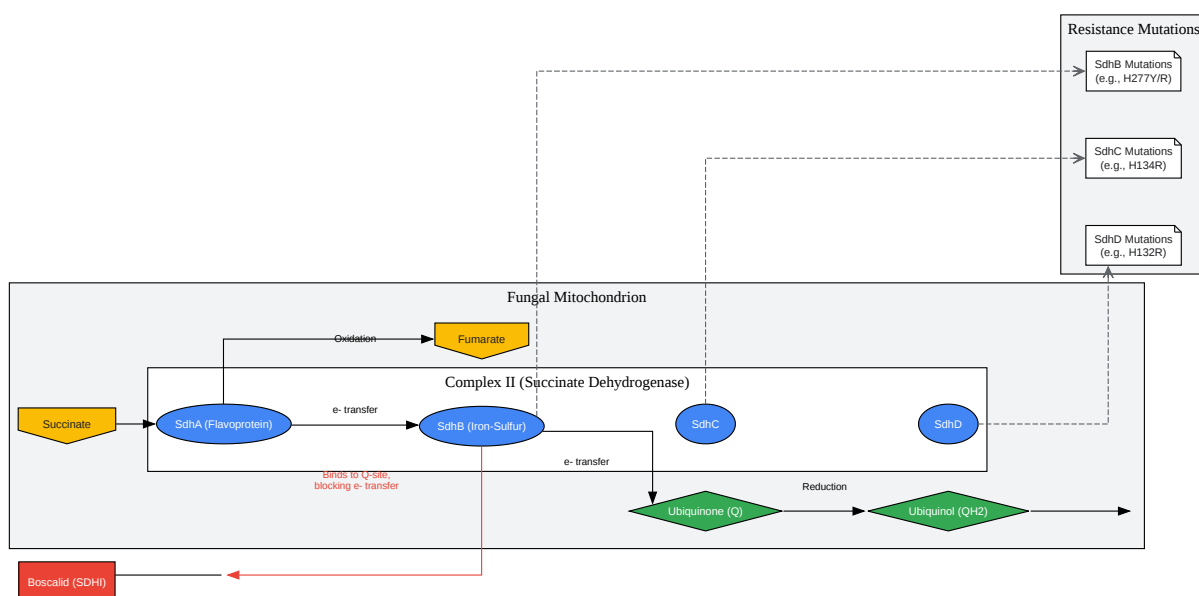 Resistance Mutations
SdhB Mutations
(e.g., H277Y/R)
SdhC Mutations
(e.g., H134R)
SdhD Mutations
(e.g., H132R)
Fungal Mitochondrion
Oxidation
Fumarate
Complex II (Succinate Dehydrogenase)
Succinate
SdhA (Flavoprotein)
e- transfer
SdhB (Iron-Sulfur)
SdhC
SdhD
e- transfer
Binds to Q-site,
blocking e- transfer
Reduction
Ubiquinone (Q)
Ubiquinol (QH2)
Boscalid (SDHI)